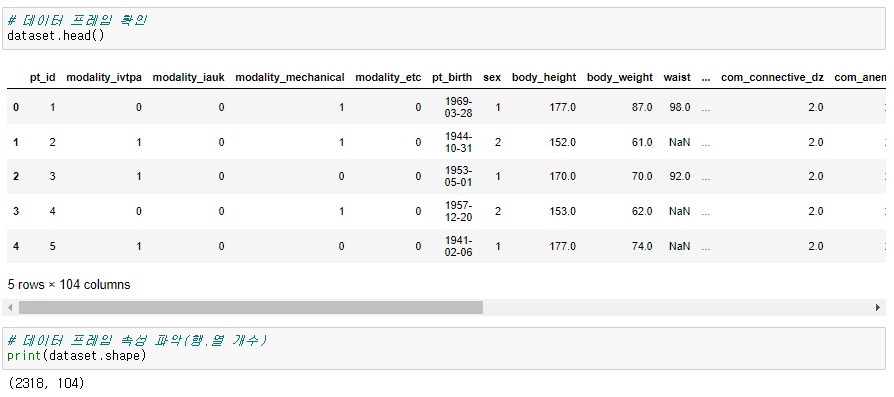 # 데이터 프레임 확인
dataset.head()
pt_id modality_ivtpa modality_iauk modality_mechanical modality_etc pt_birth sex body_height body_weight waist ... com_connective_dz com_anem
0 1 0 0 1 0 1969-03-28 1 177.0 87.0 98.0 ... 2.0
1 2 1 0 1 0 1944-10-31 2 152.0 61.0 NaN ... 2.0
2 3 1 0 0 0 1953-05-01 1 170.0 70.0 92.0 ... 2.0
3 4 0 0 1 0 1957-12-20 2 153.0 62.0 NaN ... 2.0
4 5 1 0 0 0 1941-02-06 1 177.0 74.0 NaN ... 2.0
5 rows × 104 columns
# 데이터 프레임 속성 파악(행.열 개수)
print(dataset.shape)
(2318, 104)